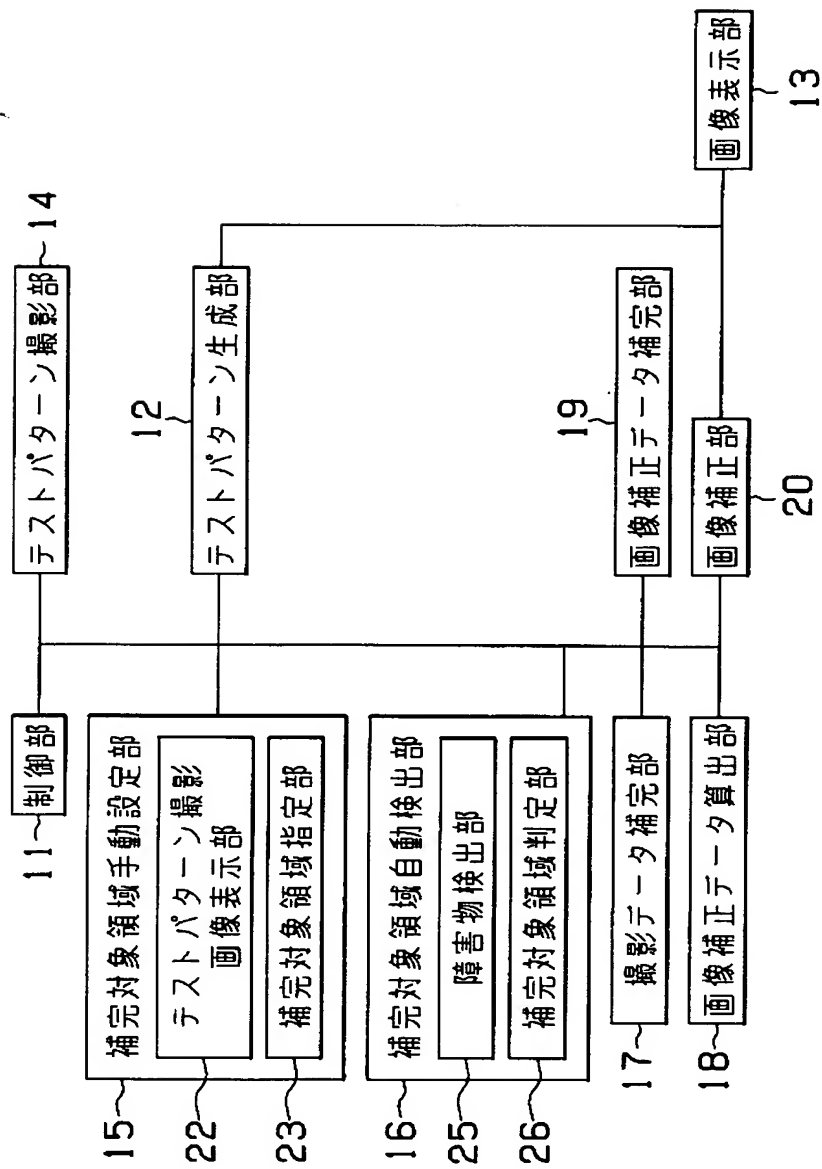 11
制御部
テストパターン撮影部
14
15
補完対象領域手動設定部
22
テストパターン撮影
画像表示部
23
補完対象領域指定部
12
テストパターン生成部
16
補完対象領域自動検出部
25
障害物検出部
26
補完対象領域判定部
17
撮影データ補完部
19
画像補正データ補完部
18
画像補正データ算出部
画像補正部
20
画像表示部
13